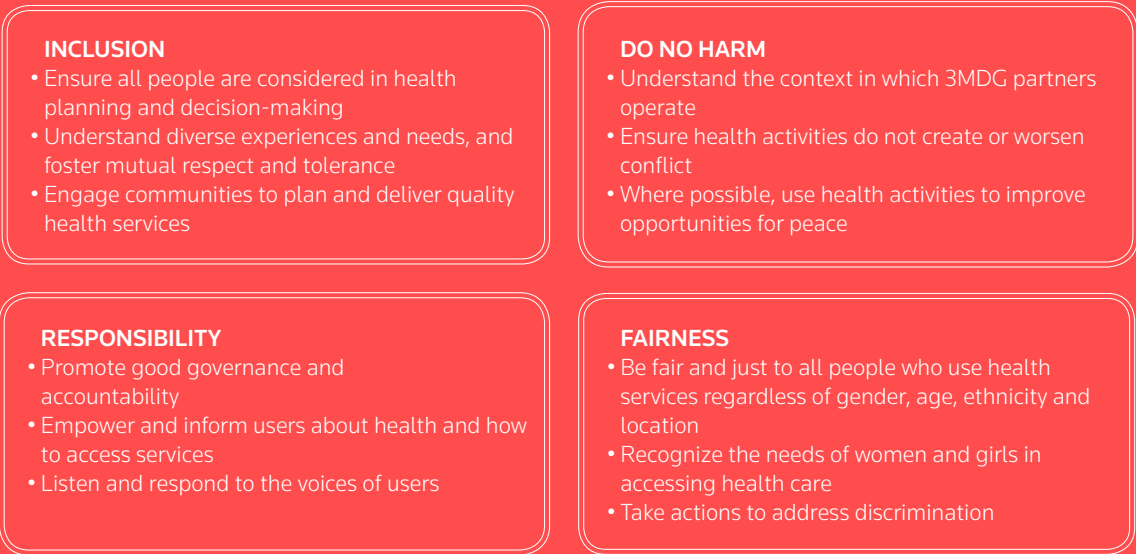 INCLUSION
• Ensure all people are considered in health
planning and decision-making
• Understand diverse experiences and needs, and
foster mutual respect and tolerance
• Engage communities to plan and deliver quality
health services
DO NO HARM
• Understand the context in which 3MDG partners
operate
• Ensure health activities do not create or worsen
conflict
• Where possible, use health activities to improve
opportunities for peace
RESPONSIBILITY
• Promote good governance and
accountability
• Empower and inform users about health and how
to access services
• Listen and respond to the voices of users
FAIRNESS
• Be fair and just to all people who use health
services regardless of gender, age, ethnicity and
location
• Recognize the needs of women and girls in
accessing health care
• Take actions to address discrimination